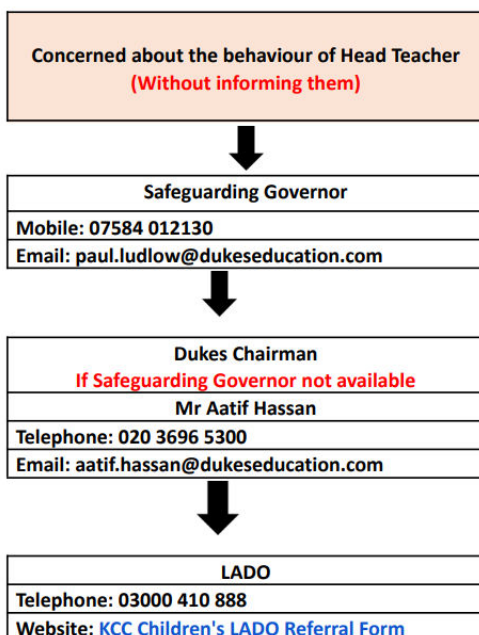 Concerned about the behaviour of Head Teacher
(Without informing them)
Safeguarding Governor
Mobile: 07584 012130
Email: paul.ludlow@dukeseducation.com
Dukes Chairman
If Safeguarding Governor not available
Mr Aatif Hassan
Telephone: 020 3696 5300
Email: aatif.hassan@dukeseducation.com
LADO
Telephone: 03000 410 888
Website: KCC Children's LADO Referral Form